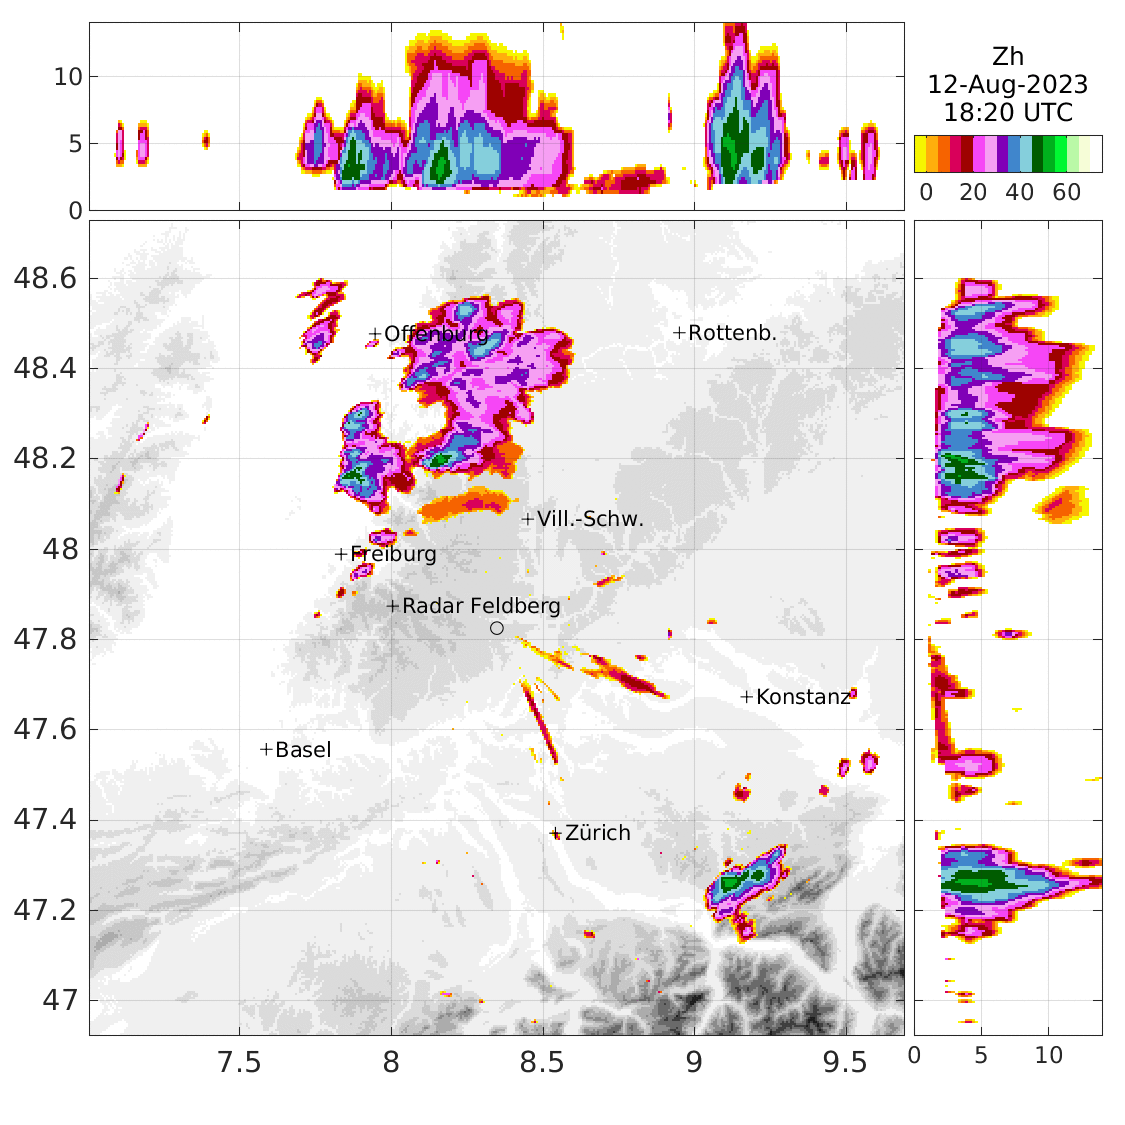 10
5
0
Zh
12-Aug-2023
18:20 UTC
0 20 40 60
48.6
48.4
48.2
48
47.8
47.6
47.4
47.2
47
Offenburg
Rottenb.
Vill.-Schw.
Freiburg
Radar Feldberg
Konstanz
Basel
Zürich
7.5 8 8.5 9 9.5
0 5 10